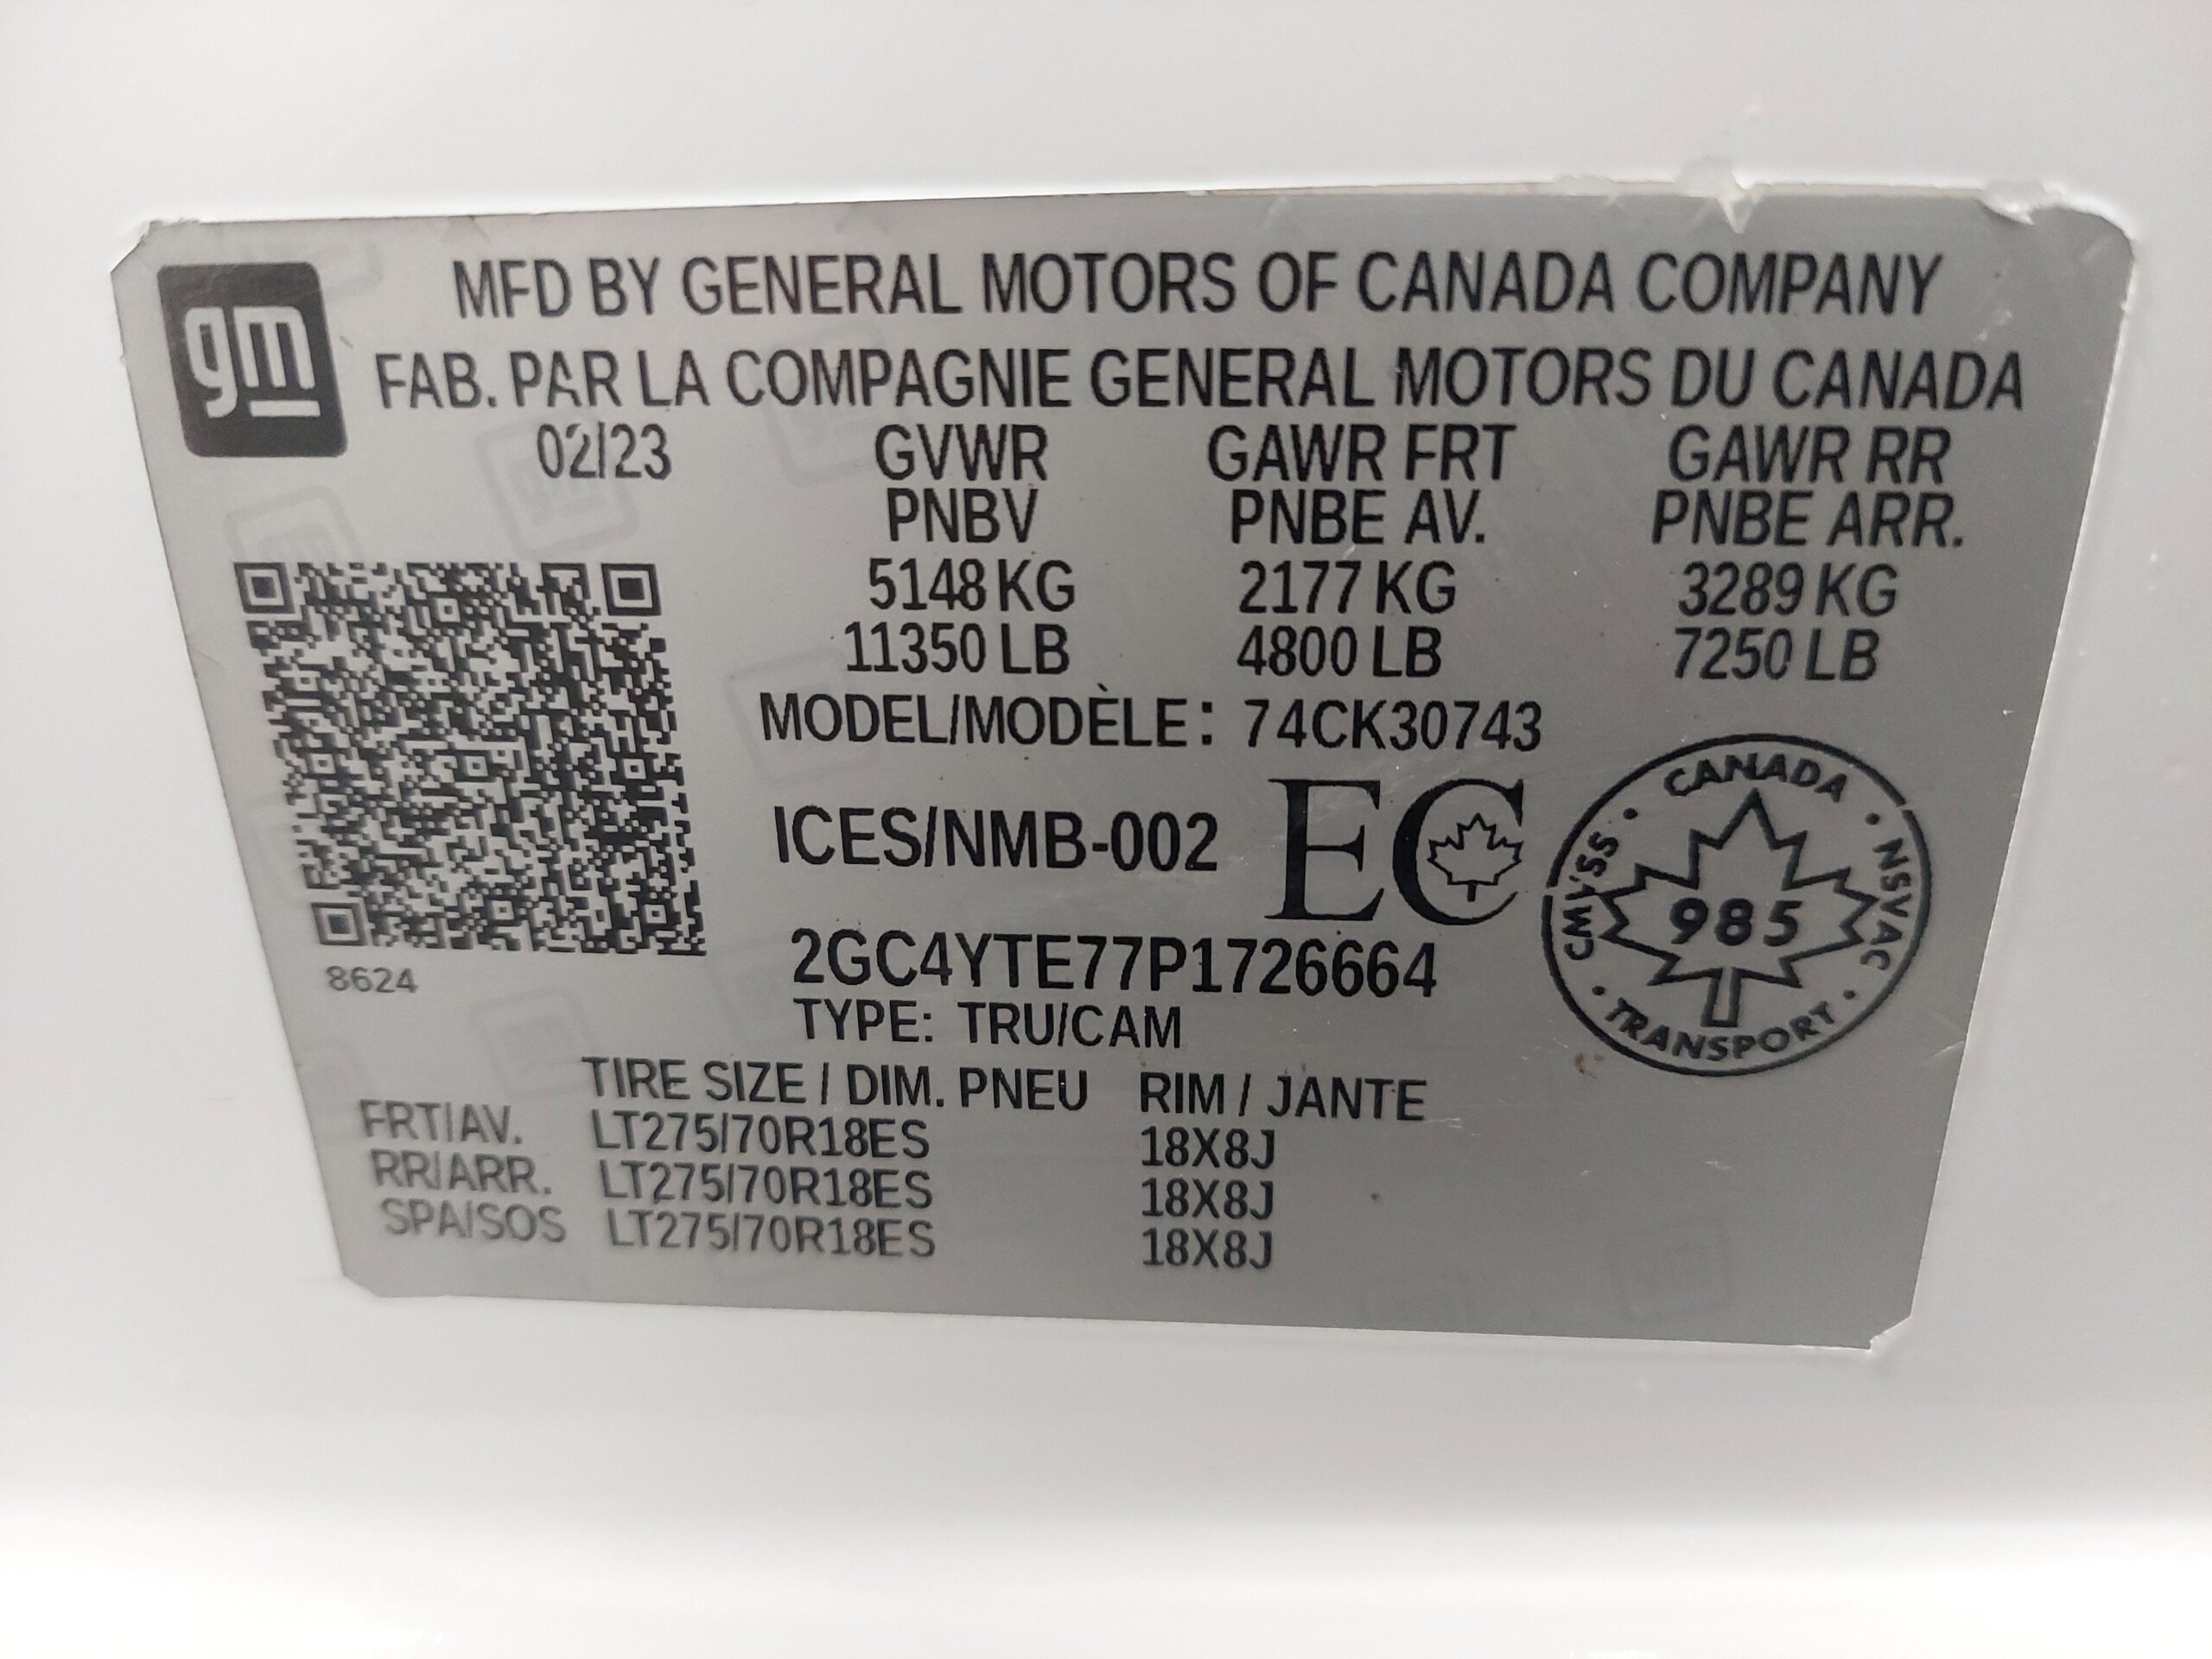 gm
MFD BY GENERAL MOTORS OF CANADA COMPANY
FAB. PAR LA COMPAGNIE GENERAL MOTORS DU CANADA
02/23 GVWR GAWR FRT GAWR RR
PNBV PNBE AV. PNBE ARR.
5148 KG 2177 KG 3289 KG
11350 LB 4800 LB 7250 LB
MODEL/MODÈLE: 74CK30743
ICES/NMB-002 EC
CANADA · NSVAC · TRANSPORT · CMVSS ·
985
2GC4YTE77P1726664
8624
TYPE: TRU/CAM
TIRE SIZE / DIM. PNEU RIM / JANTE
FRT/AV. LT275/70R18ES 18X8J
RR/ARR. LT275/70R18ES 18X8J
SPA/SOS LT275/70R18ES 18X8J